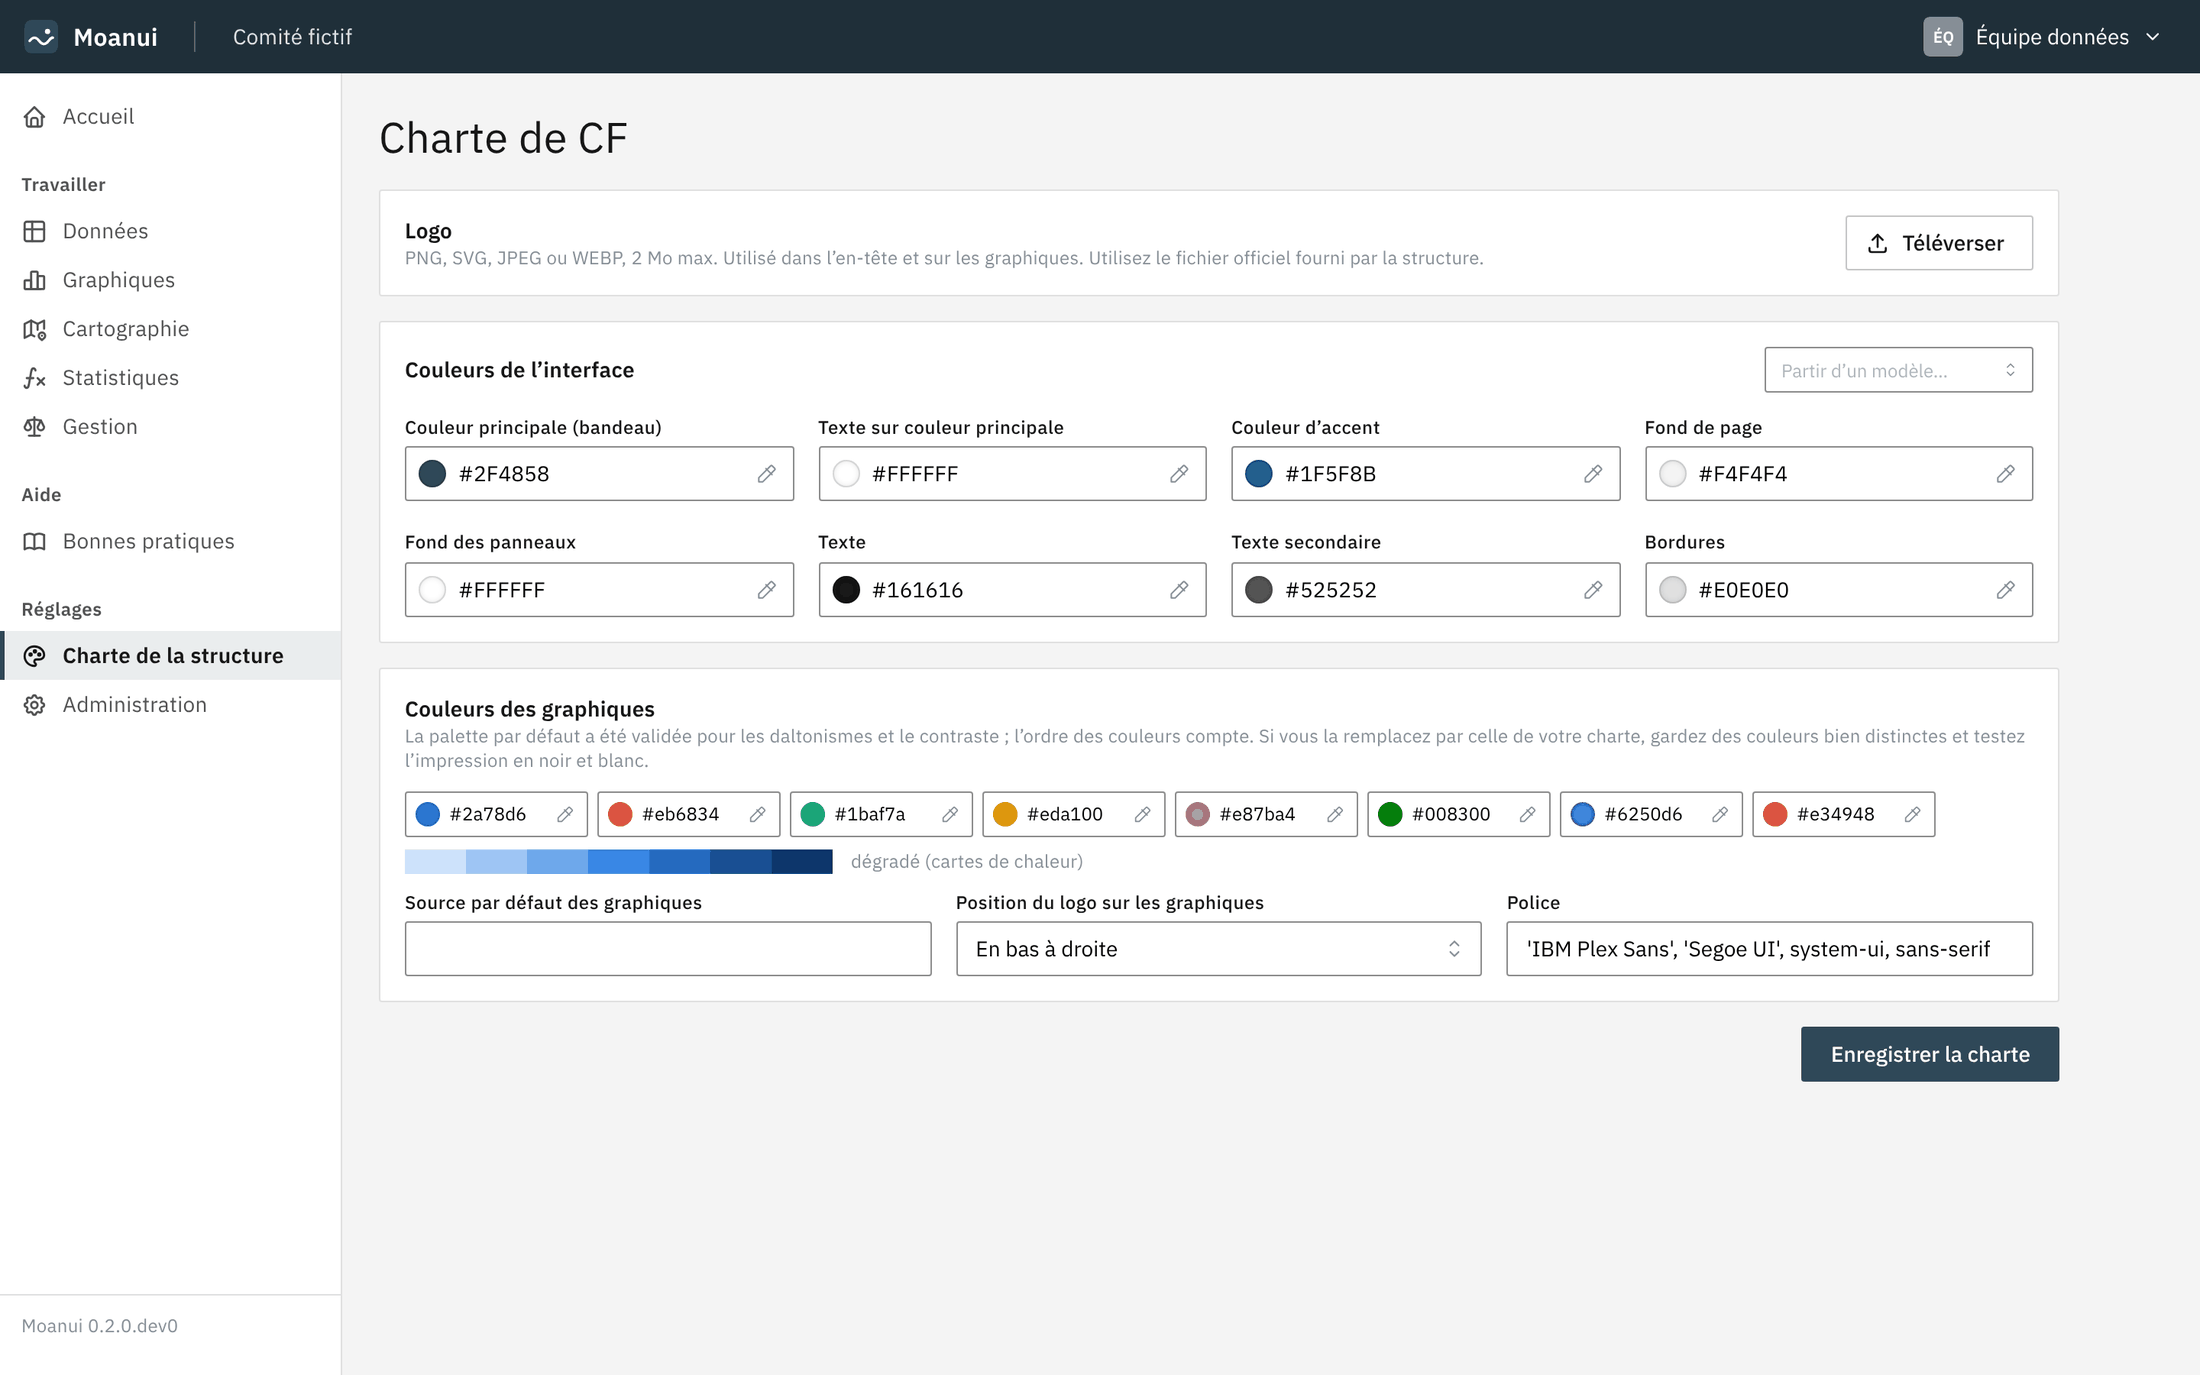 Moanui
Comité fictif
ÉQ
Équipe données
Accueil
Travailler
Données
Graphiques
Cartographie
Statistiques
Gestion
Aide
Bonnes pratiques
Réglages
Charte de la structure
Administration
Moanui 0.2.0.dev0
Charte de CF
Logo
PNG, SVG, JPEG ou WEBP, 2 Mo max. Utilisé dans l’en-tête et sur les graphiques. Utilisez le fichier officiel fourni par la structure.
Téléverser
Couleurs de l’interface
Partir d’un modèle…
Couleur principale (bandeau)
Texte sur couleur principale
Couleur d’accent
Fond de page
#2F4858
#FFFFFF
#1F5F8B
#F4F4F4
Fond des panneaux
Texte
Texte secondaire
Bordures
#FFFFFF
#161616
#525252
#E0E0E0
Couleurs des graphiques
La palette par défaut a été validée pour les daltonismes et le contraste ; l’ordre des couleurs compte. Si vous la remplacez par celle de votre charte, gardez des couleurs bien distinctes et testez
l’impression en noir et blanc.
#2a78d6
#eb6834
#1baf7a
#eda100
#e87ba4
#008300
#6250d6
#e34948
dégradé (cartes de chaleur)
Source par défaut des graphiques
Position du logo sur les graphiques
Police
En bas à droite
'IBM Plex Sans', 'Segoe UI', system-ui, sans-serif
Enregistrer la charte